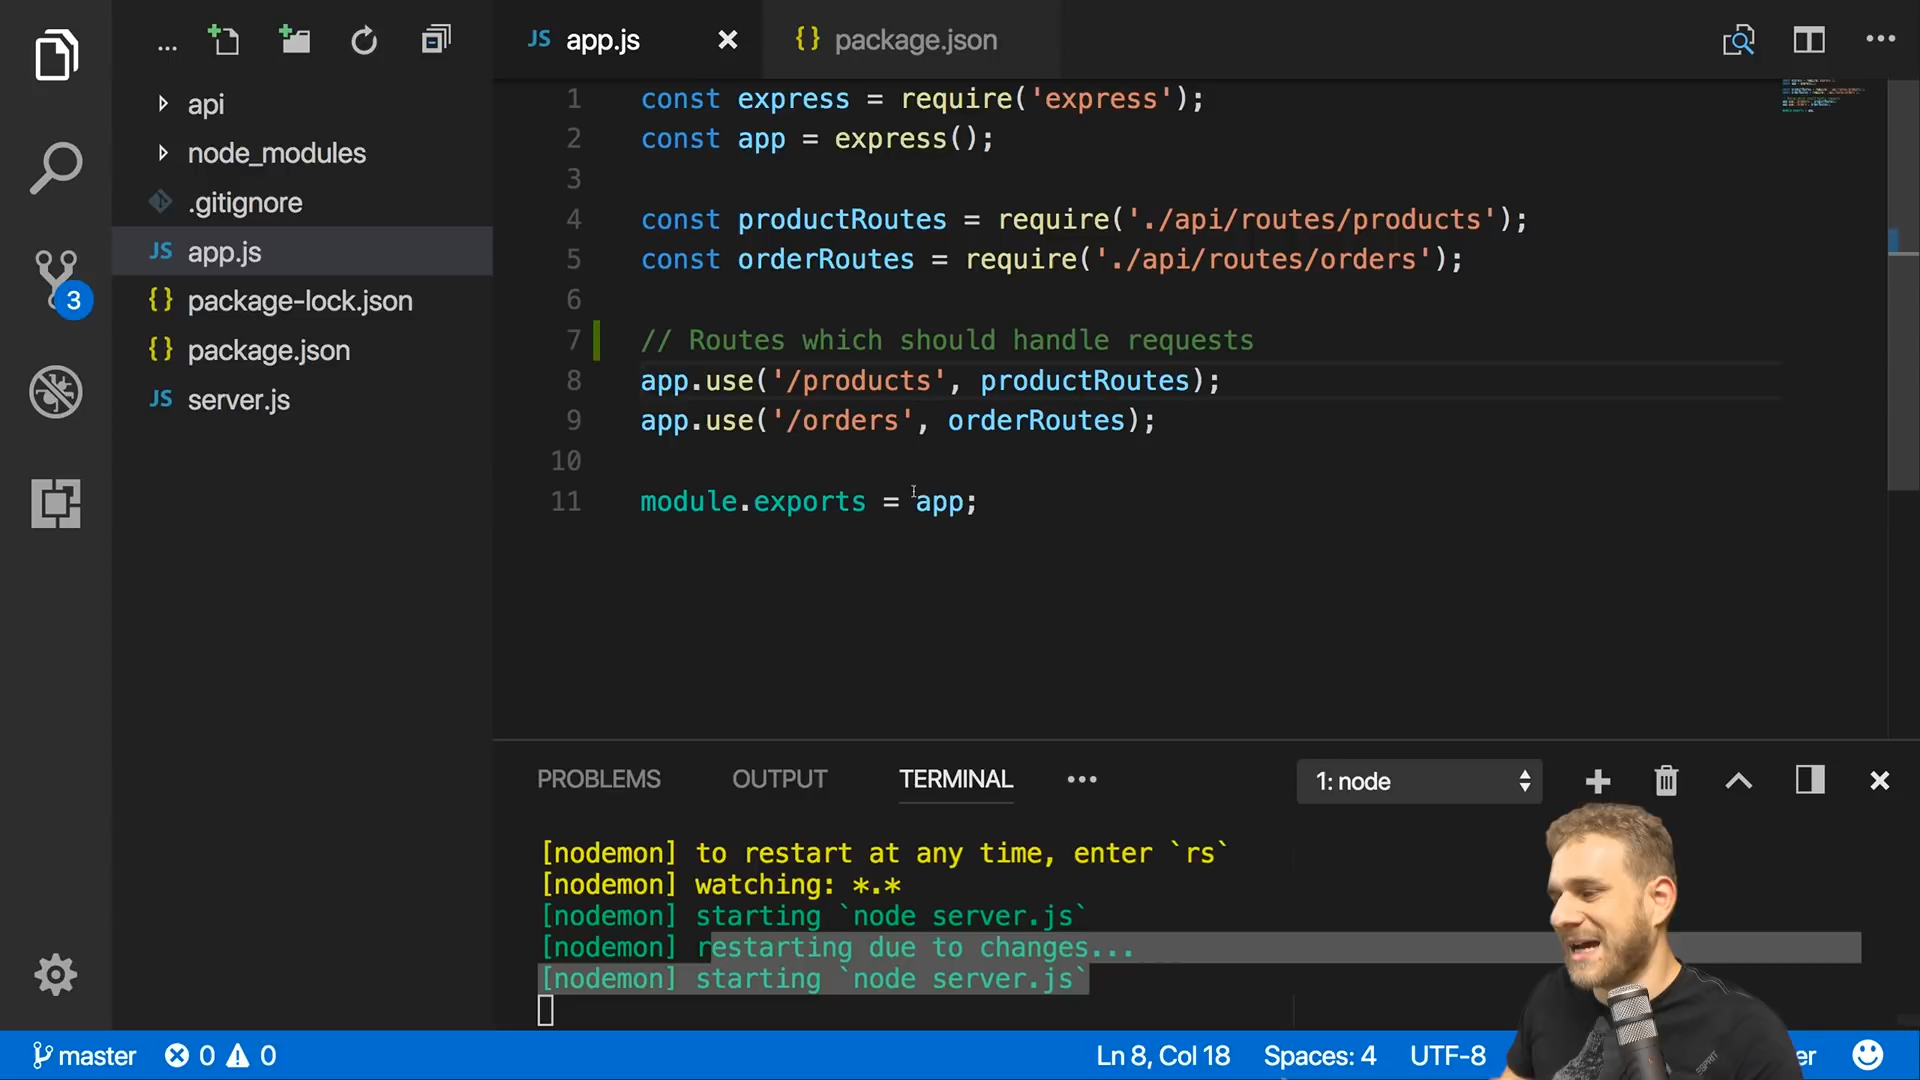 ...
JS app.js
{} package.json
api
node_modules
.gitignore
JS app.js
{} package-lock.json
{} package.json
JS server.js
3
1 const express = require('express');
2 const app = express();
3
4 const productRoutes = require('./api/routes/products');
5 const orderRoutes = require('./api/routes/orders');
6
7 // Routes which should handle requests
8 app.use('/products', productRoutes);
9 app.use('/orders', orderRoutes);
10
11 module.exports = app;
PROBLEMS OUTPUT TERMINAL ... 1: node
[nodemon] to restart at any time, enter `rs`
[nodemon] watching: *.*
[nodemon] starting `node server.js`
[nodemon] restarting due to changes...
[nodemon] starting `node server.js`
ESPRIT
master 0 0 Ln 8, Col 18 Spaces: 4 UTF-8 er